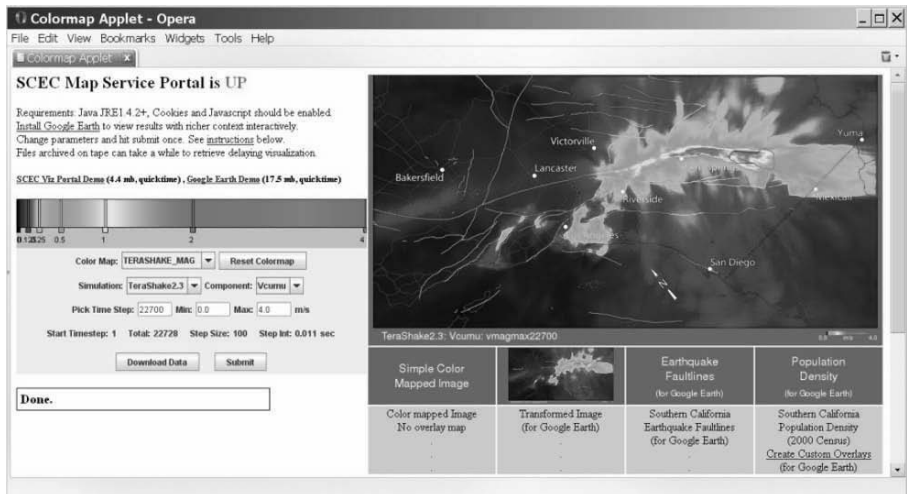 Colormap Applet - Opera
File Edit View Bookmarks Widgets Tools Help
Colormap Applet x
SCEC Map Service Portal is UP
Requirements: Java JRE1.4.2+, Cookies and Javascript should be enabled.
Install Google Earth to view results with richer context interactively.
Change parameters and hit submit once. See instructions below.
Files archived on tape can take a while to retrieve delaying visualization.
SCEC Viz Portal Demo (4.4 mb, quicktime) , Google Earth Demo (17.5 mb, quicktime)
0.5 1 2 4
Color Map: TERASHAKE_MAG Reset Colormap
Simulation: TeraShake2.3 Component: Vcumu
Pick Time Step: 22700 Min: 0.0 Max: 4.0 m/s
Start Timestep: 1 Total: 22728 Step Size: 100 Step Int: 0.011 sec
Download Data Submit
Done.
Yuma
Victorville
Lancaster
Bakersfield
Riverside
Mexicali
San Diego
N
TeraShake2.3: Vcumu: vmagmax22700
0.0 m/s 4.0
Simple Color
Mapped Image
Earthquake
Faultlines
(for Google Earth)
Population
Density
(for Google Earth)
Color mapped Image
No overlay map
Transformed Image
(for Google Earth)
Southern California
Earthquake Faultlines
(for Google Earth)
Southern California
Population Density
(2000 Census)
Create Custom Overlays
(for Google Earth)